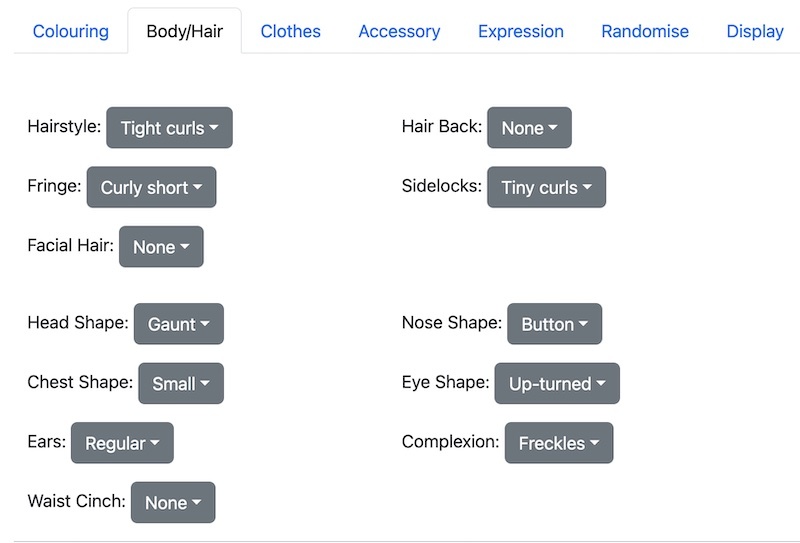 Colouring Body/Hair Clothes Accessory Expression Randomise Display
Hairstyle: Tight curls Hair Back: None
Fringe: Curly short Sidelocks: Tiny curls
Facial Hair: None
Head Shape: Gaunt Nose Shape: Button
Chest Shape: Small Eye Shape: Up-turned
Ears: Regular Complexion: Freckles
Waist Cinch: None